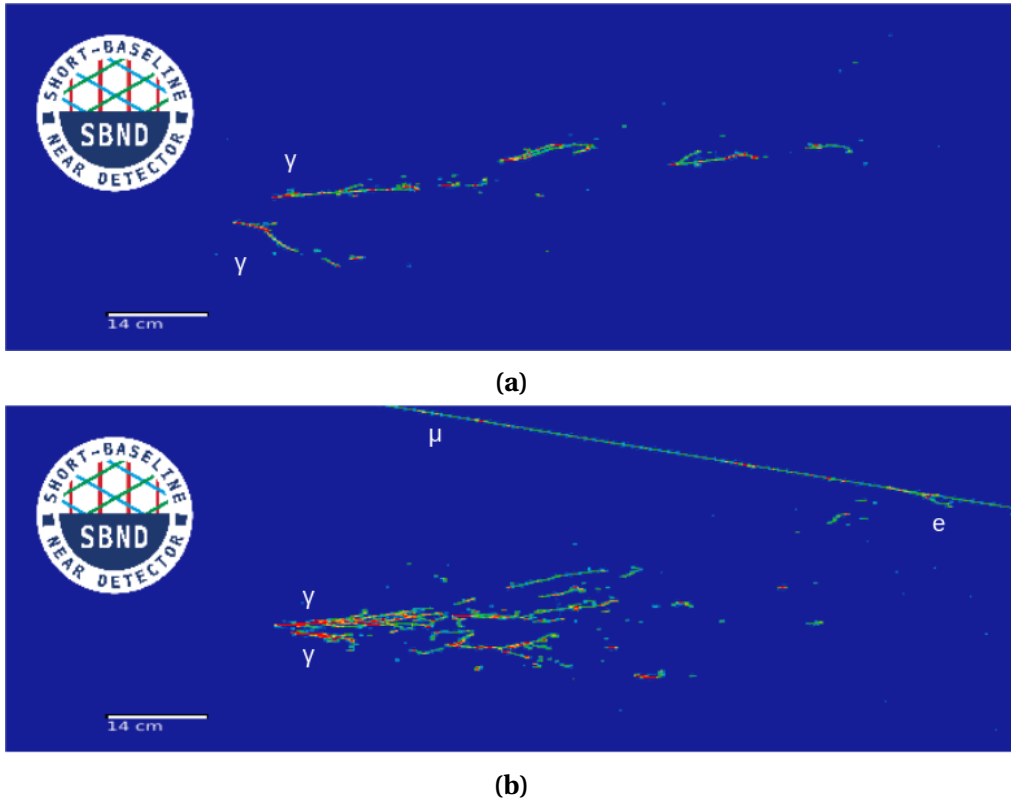 SHORT-BASELINE
SBND
NEAR DETECTOR
γ
γ
14 cm
(a)
SHORT-BASELINE
SBND
NEAR DETECTOR
μ
e
γ
γ
14 cm
(b)